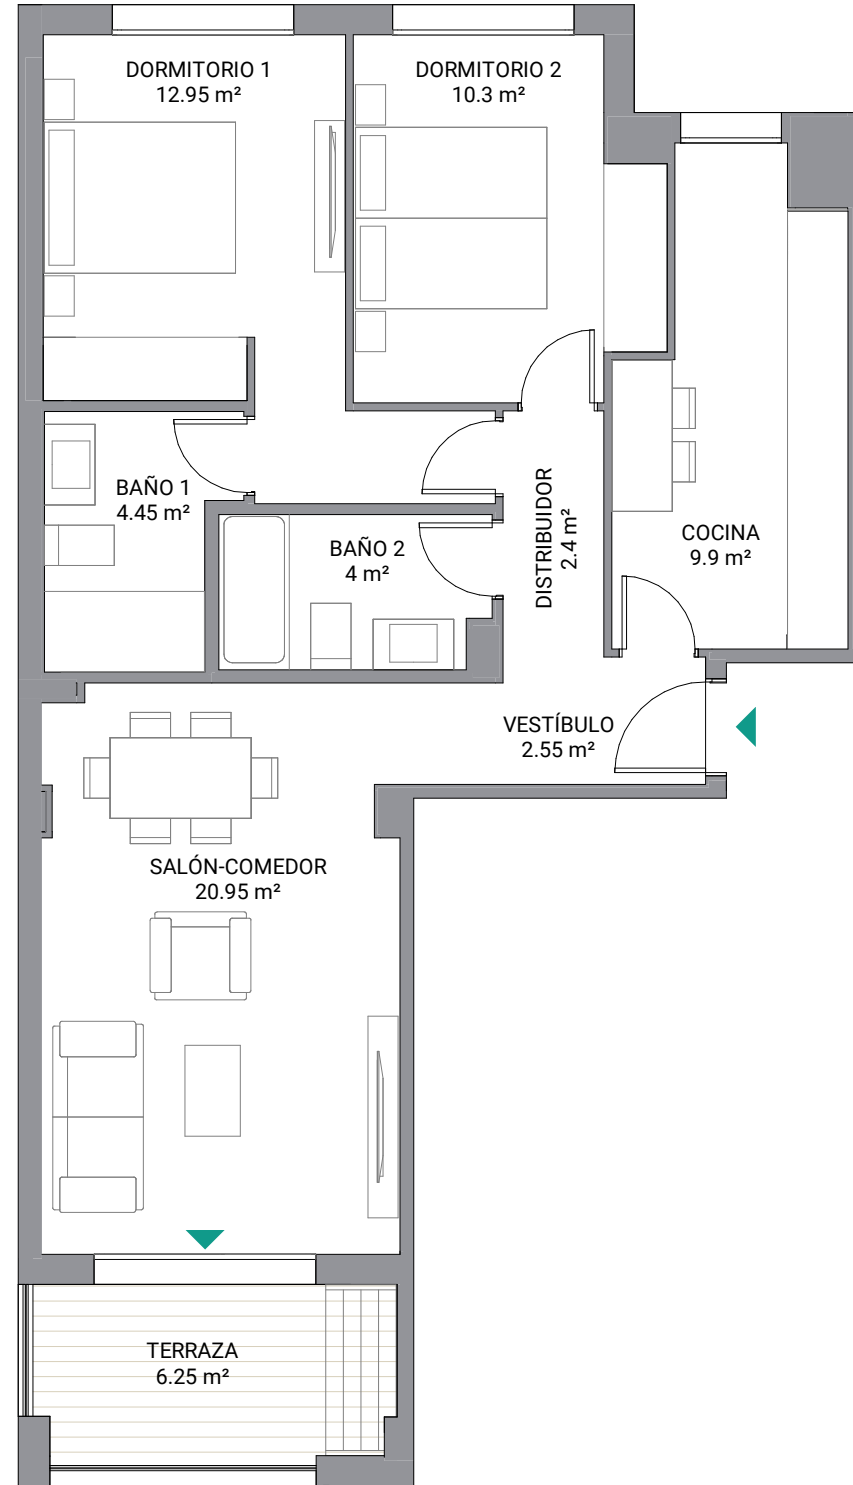 DORMITORIO 1
12.95 m²
DORMITORIO 2
10.3 m²
BAÑO 1
4.45 m²
BAÑO 2
4 m²
DISTRIBUIDOR
2.4 m²
COCINA
9.9 m²
VESTÍBULO
2.55 m²
SALÓN-COMEDOR
20.95 m²
TERRAZA
6.25 m²